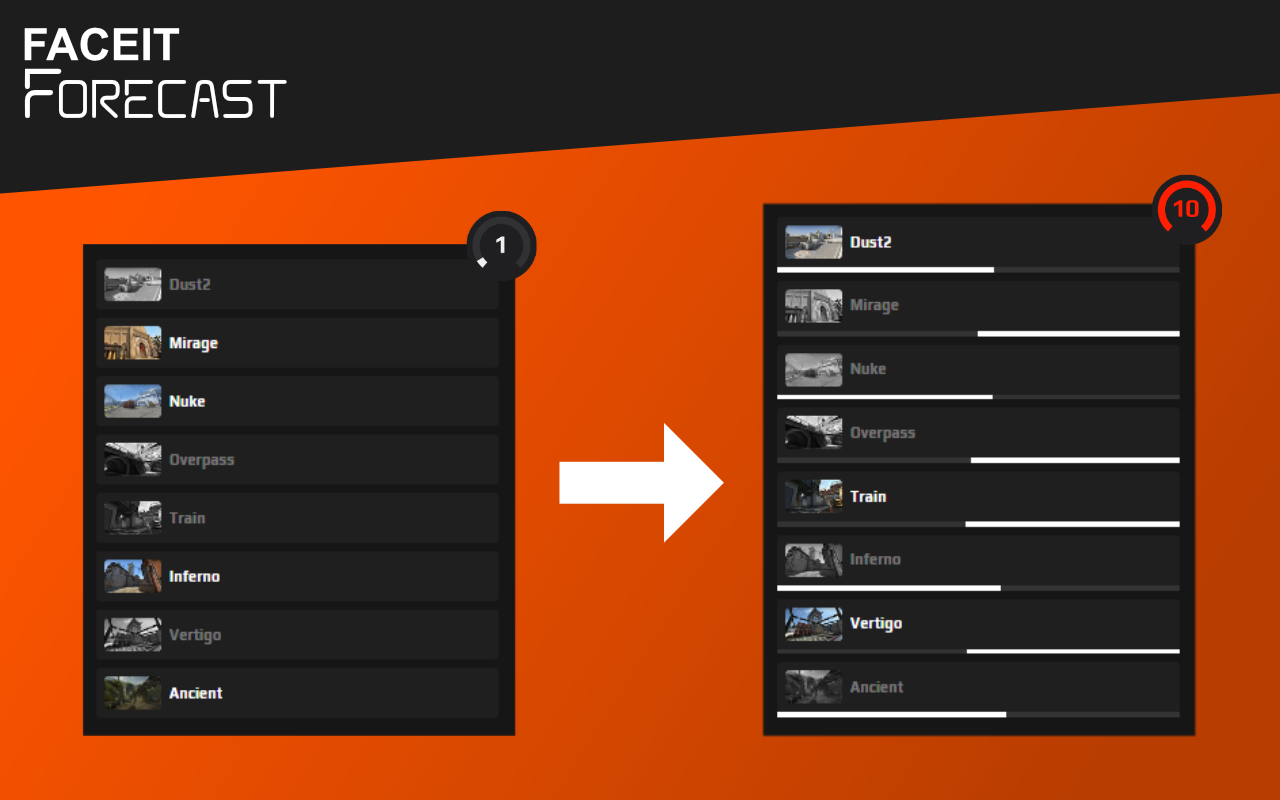 FACEIT
FORECAST
1
Dust2
Mirage
Nuke
Overpass
Train
Inferno
Vertigo
Ancient
10
Dust2
Mirage
Nuke
Overpass
Train
Inferno
Vertigo
Ancient